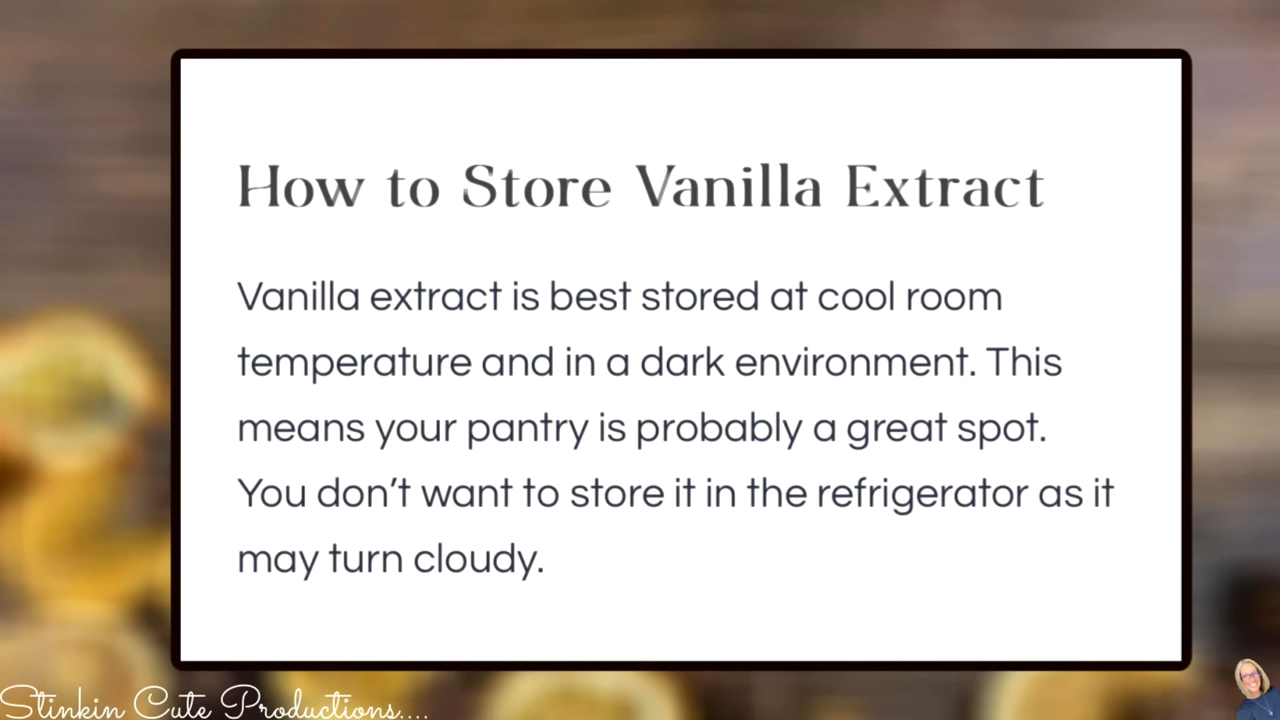 How to Store Vanilla Extract
Vanilla extract is best stored at cool room
temperature and in a dark environment. This
means your pantry is probably a great spot.
You don’t want to store it in the refrigerator as it
may turn cloudy.
Stinkin Cute Productions....